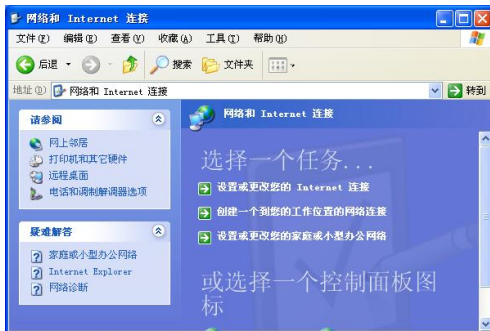 网络和 Internet 连接
文件(F) 编辑(E) 查看(V) 收藏(A) 工具(T) 帮助(H)
后退 搜索 文件夹
地址(D) 网络和 Internet 连接 转到
请参阅
网上邻居
打印机和其它硬件
远程桌面
电话和调制解调器选项
疑难解答
家庭或小型办公网络
Internet Explorer
网络诊断
网络和 Internet 连接
选择一个任务...
设置或更改您的 Internet 连接
创建一个到您的工作位置的网络连接
设置或更改您的家庭或小型办公网络
或选择一个控制面板图
标